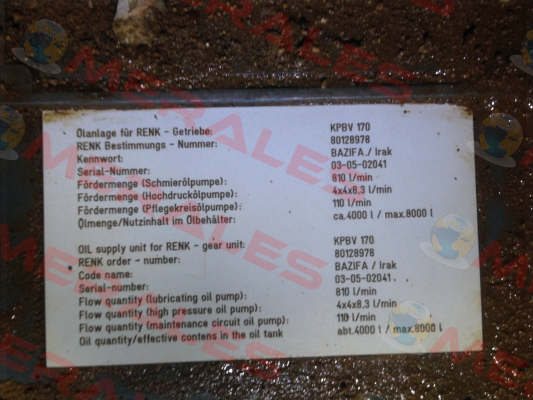 Ölanlage für RENK - Getriebe: KPBV 170
RENK Bestimmungs - Nummer: 80128978
Kennwort: BAZIFA / Irak
Serial-Nummer: 03-05-02041
Fördermenge (Schmierölpumpe): 810 l/min
Fördermenge (Hochdruckölpumpe): 4x4x8,3 l/min
Fördermenge (Pflegekreisölpumpe): 110 l/min
Ölmenge/Nutzinhalt im Ölbehälter: ca.4000 l / max.8000 l
OIL supply unit for RENK - gear unit: KPBV 170
RENK order - number: 80128978
Code name: BAZIFA / Irak
Serial-number: 03-05-02041
Flow quantity (lubricating oil pump): 810 l/min
Flow quantity (high pressure oil pump): 4x4x8,3 l/min
Flow quantity (maintenance circuit oil pump): 110 l/min
Oil quantity/effective contens in the oil tank abt.4000 l / max.8000 l
MERALES